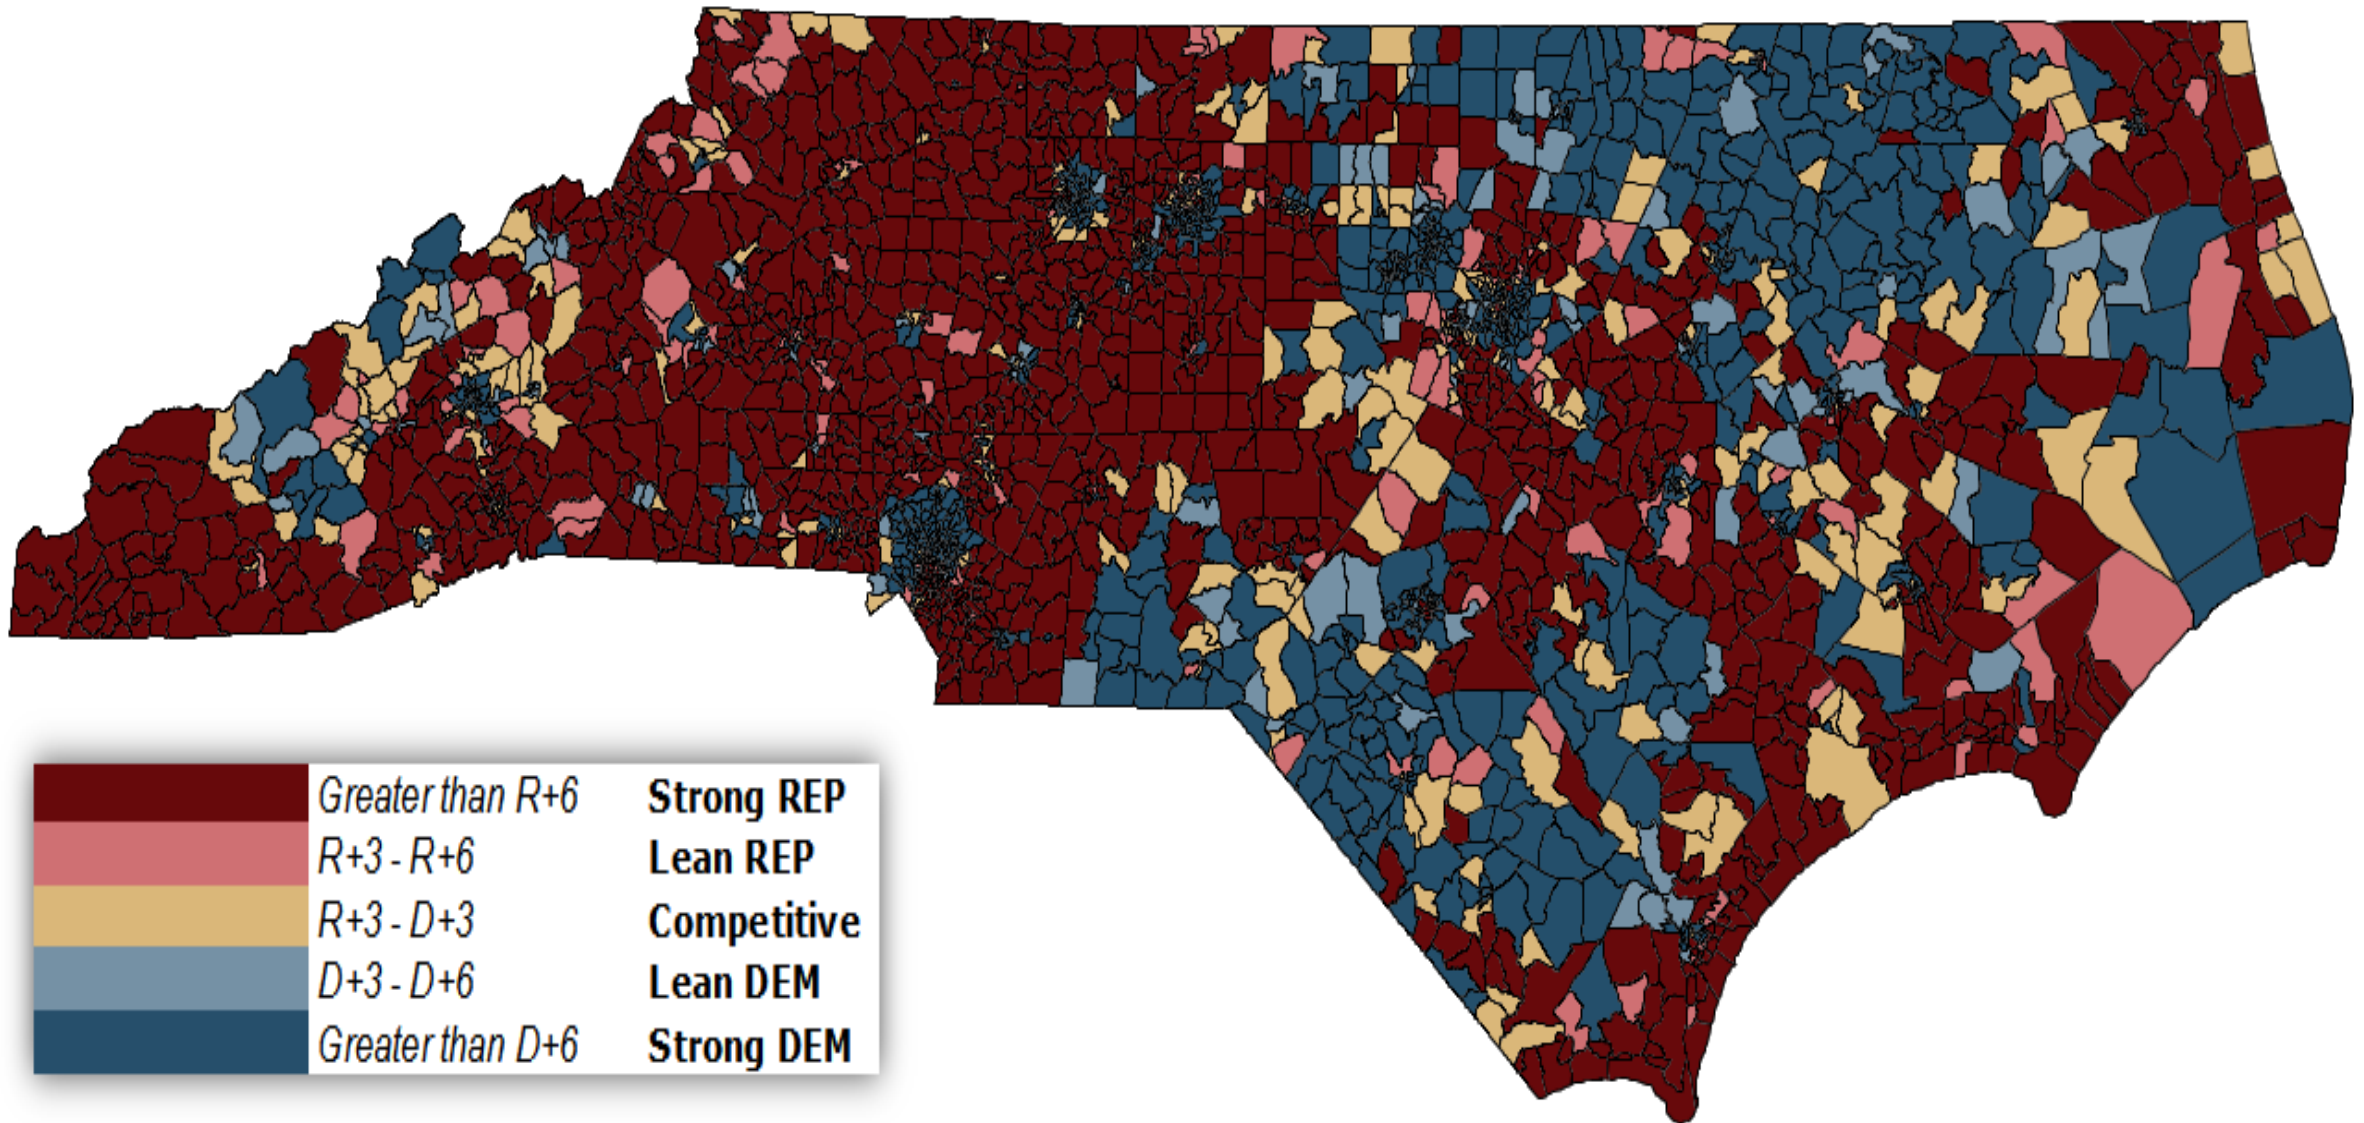 Greater than R+6 Strong REP
R+3 - R+6 Lean REP
R+3 - D+3 Competitive
D+3 - D+6 Lean DEM
Greater than D+6 Strong DEM